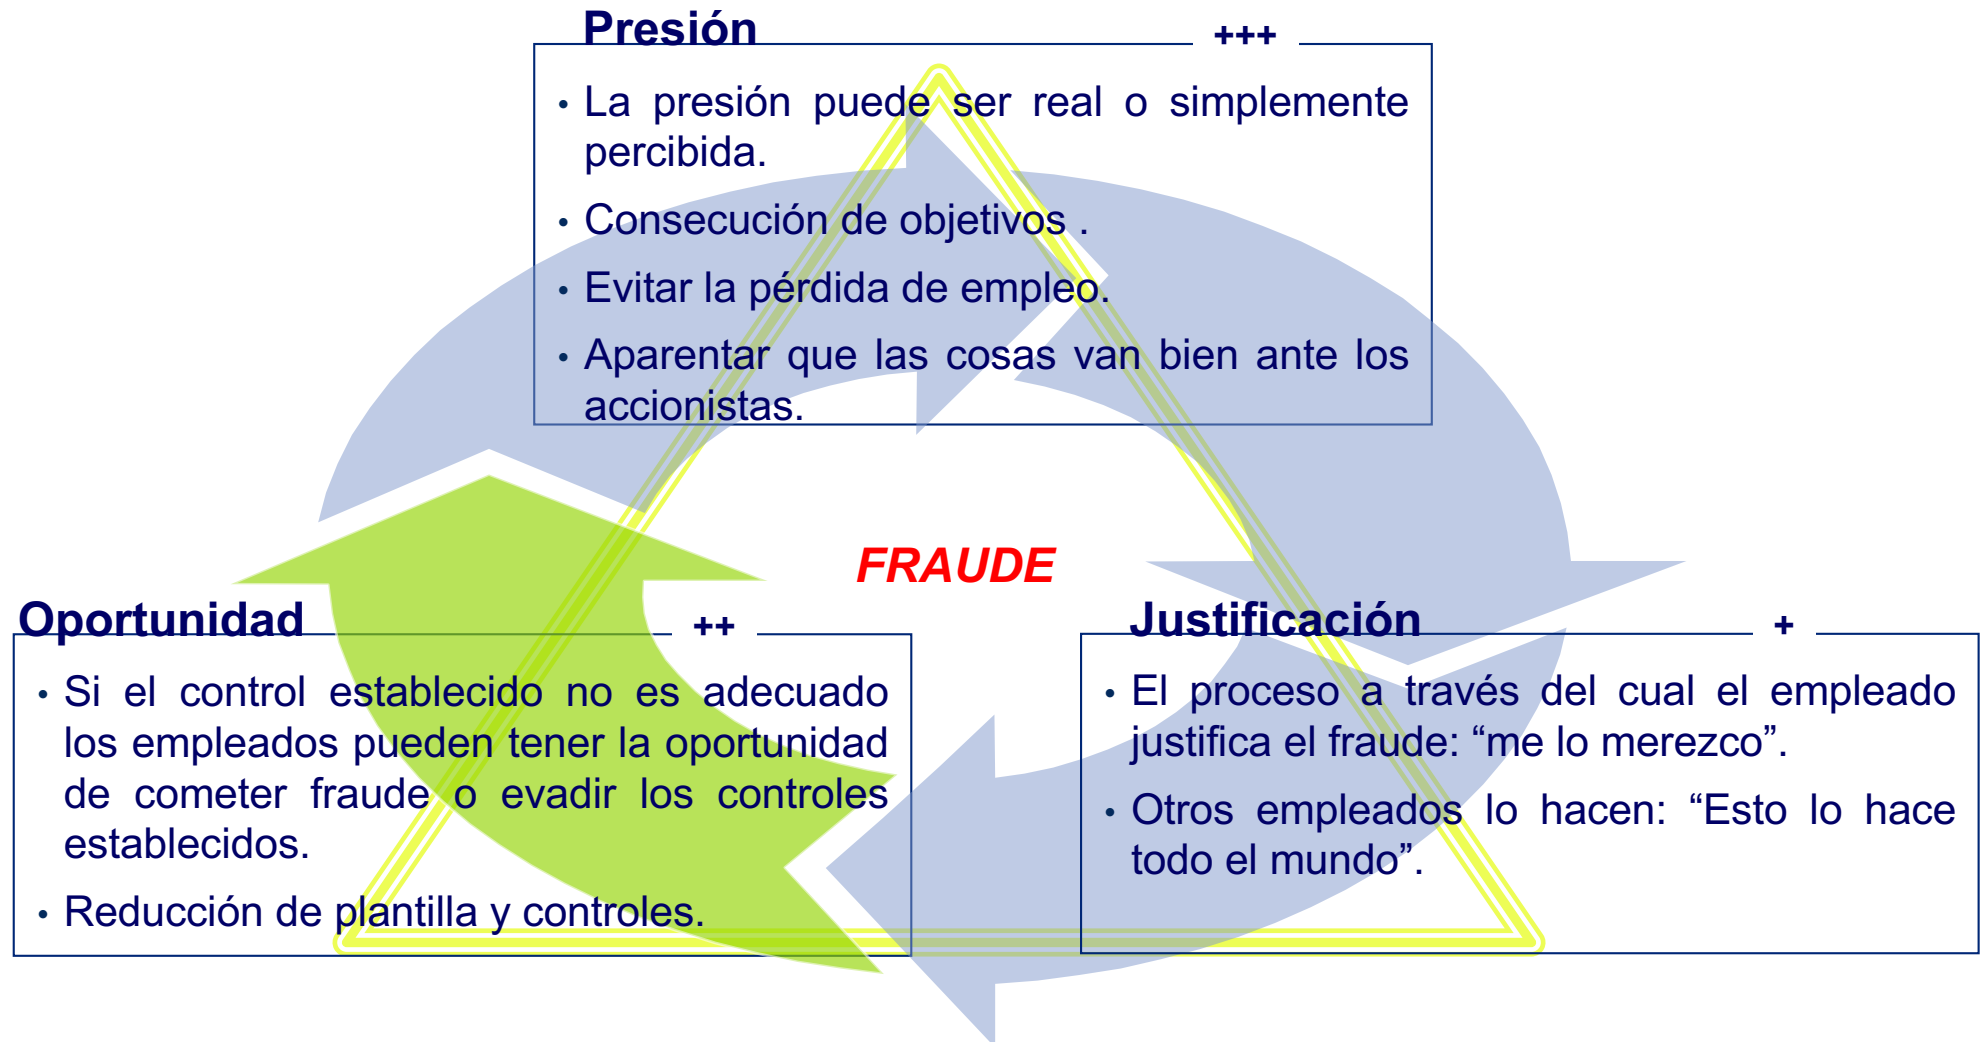 Presión +++
• La presión puede ser real o simplemente
percibida.
• Consecución de objetivos .
• Evitar la pérdida de empleo.
• Aparentar que las cosas van bien ante los
accionistas.
FRAUDE
Oportunidad ++
• Si el control establecido no es adecuado
los empleados pueden tener la oportunidad
de cometer fraude o evadir los controles
establecidos.
• Reducción de plantilla y controles.
Justificación +
• El proceso a través del cual el empleado
justifica el fraude: “me lo merezco”.
• Otros empleados lo hacen: “Esto lo hace
todo el mundo”.